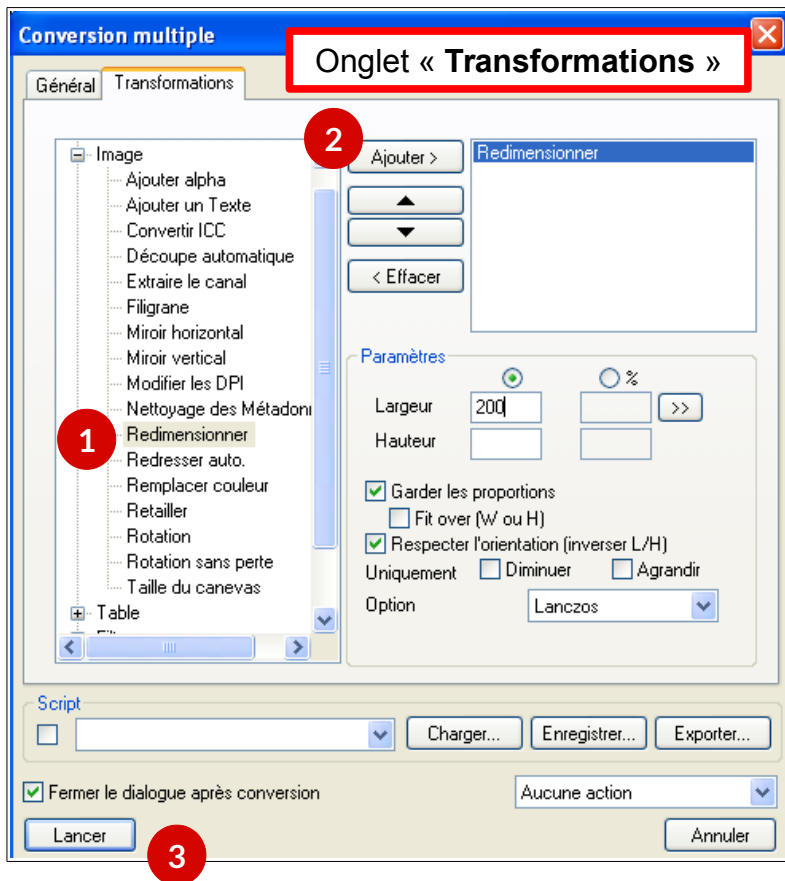 Conversion multiple
Onglet « Transformations »
Général Transformations
2
Image
Ajouter >
Redimensionner
Ajouter alpha
Ajouter un Texte
Convertir ICC
Découpe automatique
Extraire le canal
< Effacer
Filigrane
Miroir horizontal
Miroir vertical
Modifier les DPI
Nettoyage des Métadon
1
Redimensionner
Redresser auto.
Remplacer couleur
Retailler
Rotation
Rotation sans perte
Taille du canevas
Table
Paramètres
%
Largeur 200 >>
Hauteur
Garder les proportions
Fit over (W ou H)
Respecter l'orientation (inverser L/H)
Uniquement Diminuer Agrandir
Option Lanczos
Script
Charger... Enregistrer... Exporter...
Fermer le dialogue après conversion Aucune action
Lancer Annuler
3